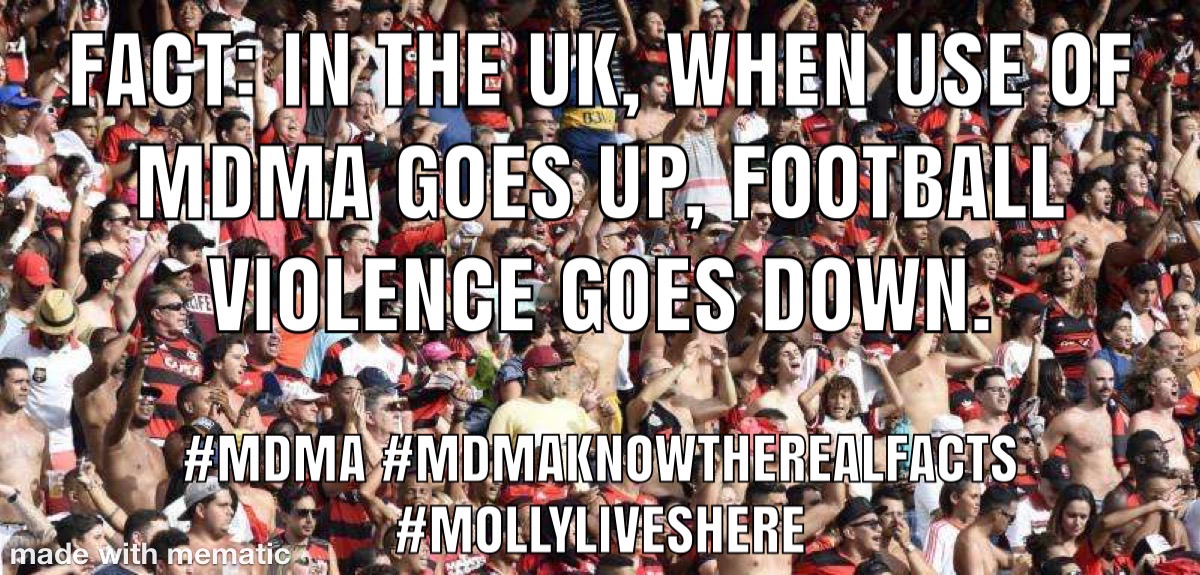 FACT: IN THE UK, WHEN USE OF
MDMA GOES UP, FOOTBALL
VIOLENCE GOES DOWN.
#MDMA #MDMAKNOWTHEREALFACTS
#MOLLYLIVESHERE
made with mematic